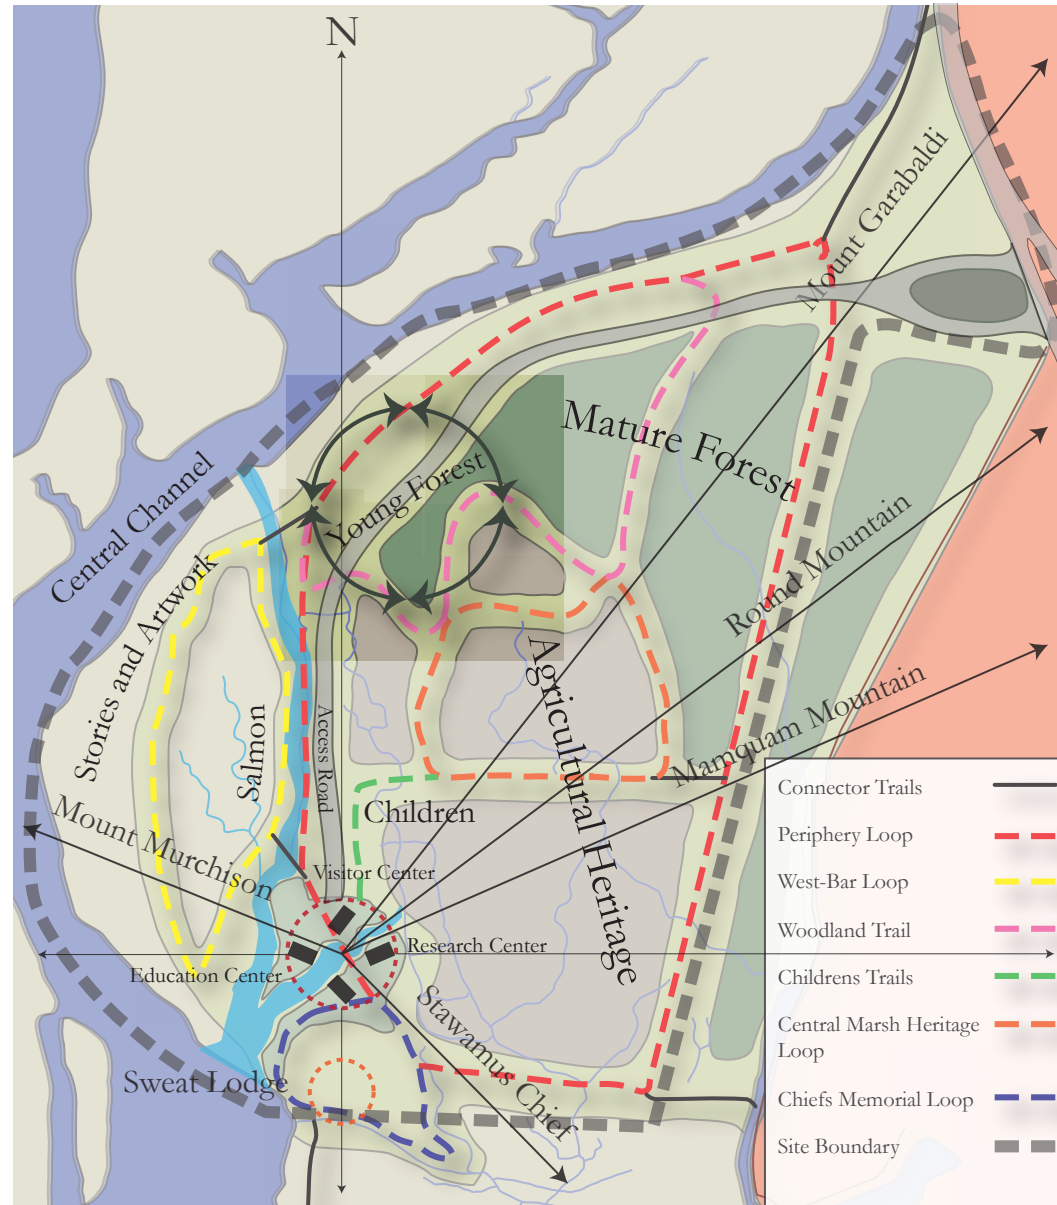 N
Mount Garabaldi
Mature Forest
Young Forest
Central Channel
Stories and Artwork
Round Mountain
Agricultural Heritage
Mamquam Mountain
Salmon
Access Road
Children
Mount Murchison
Visitor Center
Research Center
Education Center
Stawamus Chief
Sweat Lodge
Connector Trails
Periphery Loop
West-Bar Loop
Woodland Trail
Childrens Trails
Central Marsh Heritage
Loop
Chiefs Memorial Loop
Site Boundary